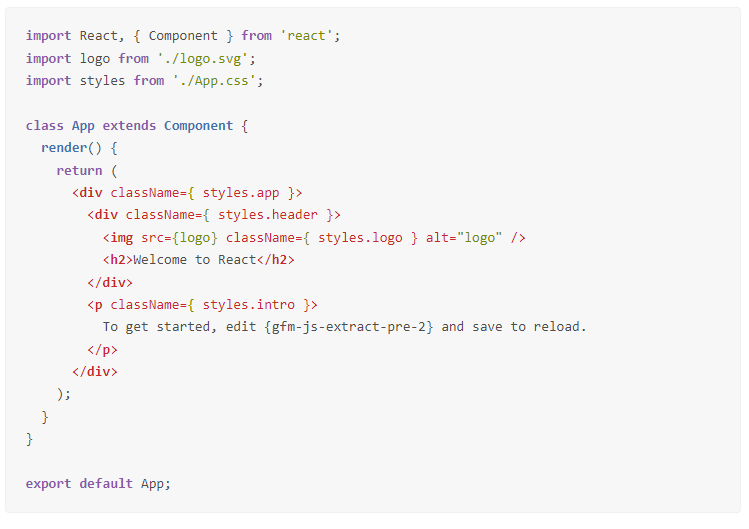 import React, { Component } from 'react';
import logo from './logo.svg';
import styles from './App.css';

class App extends Component {
  render() {
    return (
      <div className={ styles.app }>
        <div className={ styles.header }>
          <img src={logo} className={ styles.logo } alt="logo" />
          <h2>Welcome to React</h2>
        </div>
        <p className={ styles.intro }>
          To get started, edit {gfm-js-extract-pre-2} and save to reload.
        </p>
      </div>
    );
  }
}

export default App;